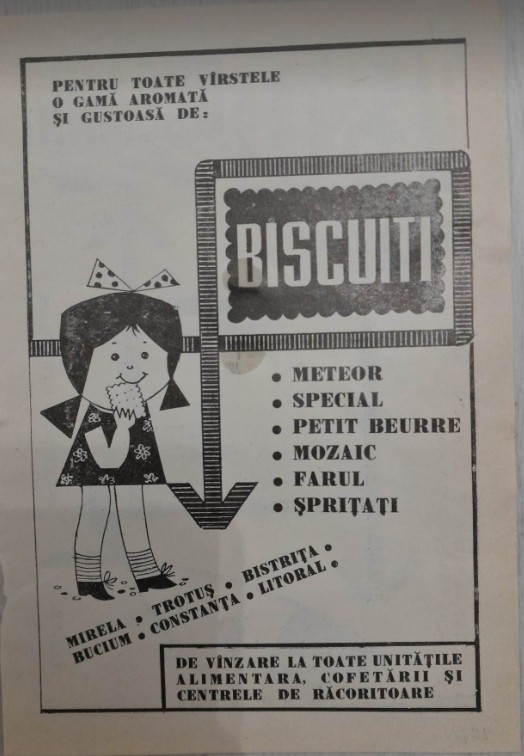 PENTRU TOATE VÎRSTELE
O GAMĂ AROMATĂ
ŞI GUSTOASĂ DE:
BISCUITI
• METEOR
• SPECIAL
• PETIT BEURRE
• MOZAIC
• FARUL
• ŞPRIŢAŢI
MIRELA • TROTUŞ • BISTRIŢA •
BUCIUM • CONSTANŢA • LITORAL •
DE VÎNZARE LA TOATE UNITĂŢILE
ALIMENTARA, COFETĂRII ŞI
CENTRELE DE RĂCORITOARE